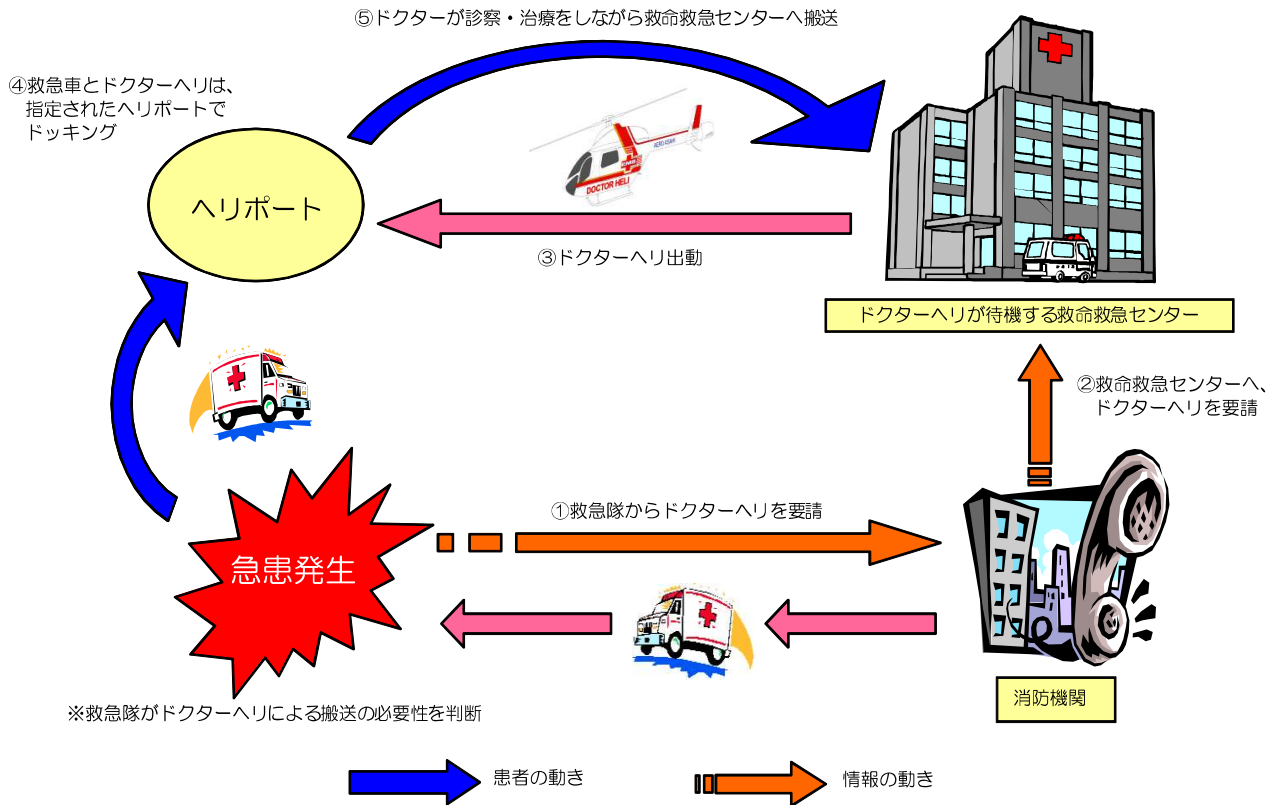 ⑤ドクターが診察・治療をしながら救命救急センターへ搬送
④救急車とドクターヘリは、
指定されたヘリポートで
ドッキング
ヘリポート
DOCTOR HELI
③ドクターヘリ出動
ドクターヘリが待機する救命救急センター
②救命救急センターへ、
ドクターヘリを要請
①救急隊からドクターヘリを要請
急患発生
消防機関
※救急隊がドクターヘリによる搬送の必要性を判断
患者の動き
情報の動き